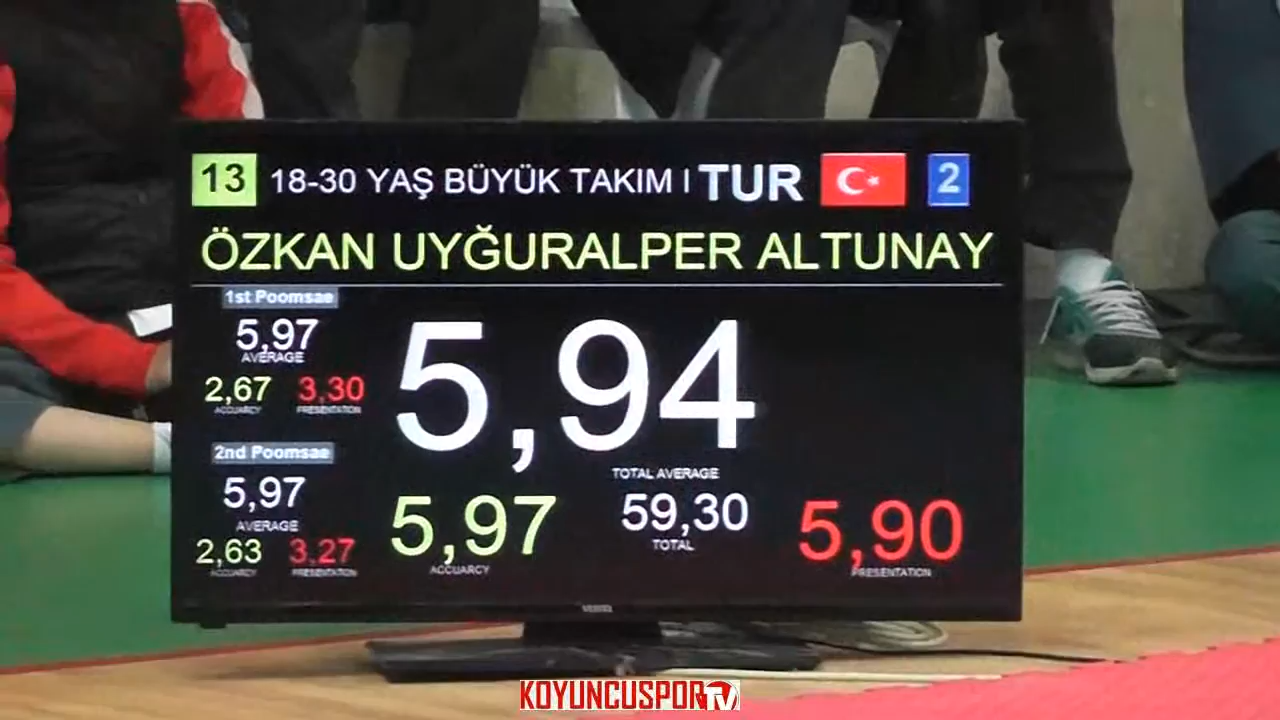 13 18-30 YAŞ BÜYÜK TAKIM I TUR 2
ÖZKAN UYĞURALPER ALTUNAY
1st Poomsae
5,97
AVERAGE
2,67 3,30
ACCUARCY PRESENTATION
5,94
TOTAL AVERAGE
2nd Poomsae
5,97
AVERAGE
2,63 3,27
ACCUARCY PRESENTATION
5,97
ACCUARCY
59,30
TOTAL
5,90
PRESENTATION
VESTEL
KOYUNCUSPOR TV